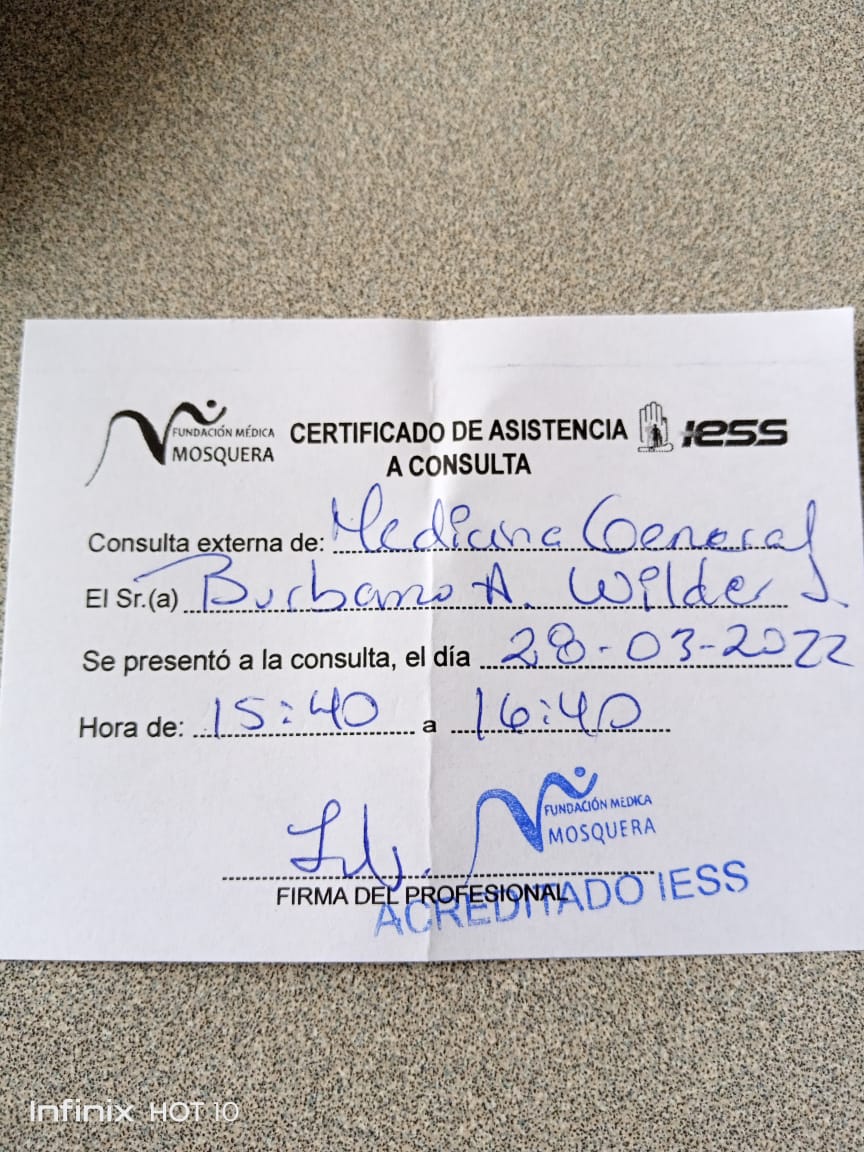 FUNDACIÓN MÉDICA
MOSQUERA
CERTIFICADO DE ASISTENCIA
A CONSULTA
IESS
Consulta externa de: Medicina General
El Sr.(a) Burbano A. Wilder J.
Se presentó a la consulta, el día 28-03-2022
Hora de: 15:40 a 16:40
FUNDACIÓN MEDICA
MOSQUERA
FIRMA DEL PROFESIONAL
ACREDITADO IESS
Infinix HOT 10